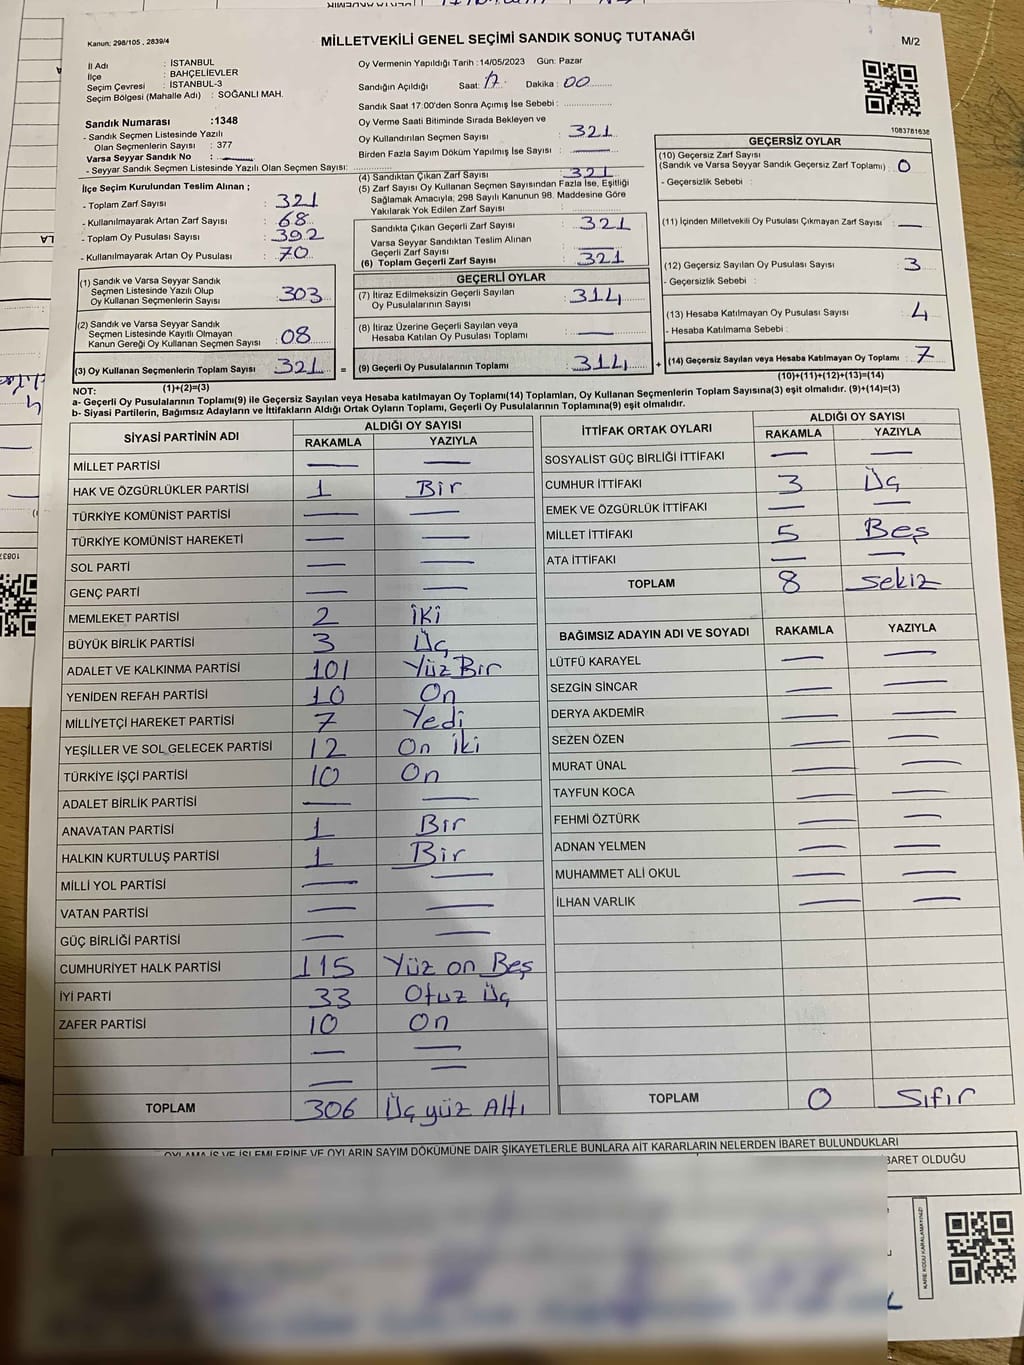 Kanun: 298/105, 2839/4
MİLLETVEKİLİ GENEL SEÇİMİ SANDIK SONUÇ TUTANAĞI
M/2
İl Adı : İSTANBUL
İlçe : BAHÇELİEVLER
Seçim Çevresi : İSTANBUL-3
Seçim Bölgesi (Mahalle Adı) : SOĞANLI MAH.
Sandık Numarası :1348
- Sandık Seçmen Listesinde Yazılı
Olan Seçmenlerin Sayısı : 377
Varsa Seyyar Sandık No : —
- Seyyar Sandık Seçmen Listesinde Yazılı Olan Seçmen Sayısı:
İlçe Seçim Kurulundan Teslim Alınan ;
- Toplam Zarf Sayısı : 321
- Kullanılmayarak Artan Zarf Sayısı : 68
- Toplam Oy Pusulası Sayısı : 392
- Kullanılmayarak Artan Oy Pusulası : 70
(1) Sandık ve Varsa Seyyar Sandık
Seçmen Listesinde Yazılı Olup
Oy Kullanan Seçmenlerin Sayısı : 303
(2) Sandık ve Varsa Seyyar Sandık
Seçmen Listesinde Kayıtlı Olmayan
Kanun Gereği Oy Kullanan Seçmen Sayısı : 08
(3) Oy Kullanan Seçmenlerin Toplam Sayısı : 321
(1)+(2)=(3)
Oy Vermenin Yapıldığı Tarih : 14/05/2023 Gün: Pazar
Sandığın Açıldığı Saat: 17 Dakika : 00
Sandık Saat 17:00'den Sonra Açımış İse Sebebi :
Oy Verme Saati Bitiminde Sırada Bekleyen ve
Oy Kullandırılan Seçmen Sayısı : 321
Birden Fazla Sayım Döküm Yapılmış İse Sayısı : —
(4) Sandıktan Çıkan Zarf Sayısı : 321
(5) Zarf Sayısı Oy Kullanan Seçmen Sayısından Fazla İse, Eşitliği
Sağlamak Amacıyla; 298 Sayılı Kanunun 98. Maddesine Göre
Yakılarak Yok Edilen Zarf Sayısı :
Sandıkta Çıkan Geçerli Zarf Sayısı : 321
Varsa Seyyar Sandıktan Teslim Alınan
Geçerli Zarf Sayısı : —
(6) Toplam Geçerli Zarf Sayısı : 321
GEÇERLİ OYLAR
(7) İtiraz Edilmeksizin Geçerli Sayılan
Oy Pusulalarının Sayısı : 314
(8) İtiraz Üzerine Geçerli Sayılan veya
Hesaba Katılan Oy Pusulası Toplamı : —
= (9) Geçerli Oy Pusulalarının Toplamı : 314
1083781638
GEÇERSİZ OYLAR
(10) Geçersiz Zarf Sayısı
(Sandık ve Varsa Seyyar Sandık Geçersiz Zarf Toplamı) : 0
- Geçersizlik Sebebi :
(11) İçinden Milletvekili Oy Pusulası Çıkmayan Zarf Sayısı : —
(12) Geçersiz Sayılan Oy Pusulası Sayısı : 3
- Geçersizlik Sebebi :
(13) Hesaba Katılmayan Oy Pusulası Sayısı : 4
- Hesaba Katılmama Sebebi :
+ (14) Geçersiz Sayılan veya Hesaba Katılmayan Oy Toplamı : 7
(10)+(11)+(12)+(13)=(14)
NOT:
a- Geçerli Oy Pusulalarının Toplamı(9) ile Geçersiz veya Hesaba katılmayan Oy Toplamı(14) Toplamları, Oy Kullanan Seçmenlerin Toplam Sayısına(3) eşit olmalıdır. (9)+(14)=(3)
b- Siyasi Partilerin, Bağımsız Adayların ve İttifakların Aldığı Ortak Oyların Toplamı, Geçerli Oy Pusulalarının Toplamına(9) eşit olmalıdır.
SİYASİ PARTİNİN ADI
ALDIĞI OY SAYISI
RAKAMLA YAZIYLA
MİLLET PARTİSİ — —
HAK VE ÖZGÜRLÜKLER PARTİSİ 1 Bir
TÜRKİYE KOMÜNİST PARTİSİ — —
TÜRKİYE KOMÜNİST HAREKETİ — —
SOL PARTİ — —
GENÇ PARTİ — —
MEMLEKET PARTİSİ 2 İki
BÜYÜK BİRLİK PARTİSİ 3 Üç
ADALET VE KALKINMA PARTİSİ 101 Yüz Bir
YENİDEN REFAH PARTİSİ 10 On
MİLLİYETÇİ HAREKET PARTİSİ 7 Yedi
YEŞİLLER VE SOL GELECEK PARTİSİ 12 On iki
TÜRKİYE İŞÇİ PARTİSİ 10 On
ADALET BİRLİK PARTİSİ — —
ANAVATAN PARTİSİ 1 Bir
HALKIN KURTULUŞ PARTİSİ 1 Bir
MİLLİ YOL PARTİSİ — —
VATAN PARTİSİ — —
GÜÇ BİRLİĞİ PARTİSİ — —
CUMHURİYET HALK PARTİSİ 115 Yüz on Beş
İYİ PARTİ 33 Otuz Üç
ZAFER PARTİSİ 10 On
— —
— —
TOPLAM 306 Üç yüz Altı
İTTİFAK ORTAK OYLARI
ALDIĞI OY SAYISI
RAKAMLA YAZIYLA
SOSYALİST GÜÇ BİRLİĞİ İTTİFAKI — —
CUMHUR İTTİFAKI 3 Üç
EMEK VE ÖZGÜRLÜK İTTİFAKI — —
MİLLET İTTİFAKI 5 Beş
ATA İTTİFAKI — —
TOPLAM 8 Sekiz
BAĞIMSIZ ADAYIN ADI VE SOYADI RAKAMLA YAZIYLA
LÜTFÜ KARAYEL — —
SEZGİN SİNCAR — —
DERYA AKDEMİR — —
SEZEN ÖZEN — —
MURAT ÜNAL — —
TAYFUN KOCA — —
FEHMİ ÖZTÜRK — —
ADNAN YELMEN — —
MUHAMMET ALİ OKUL — —
İLHAN VARLIK — —
TOPLAM 0 Sıfır
OYLAMA İŞ VE İŞLEMLERİNE VE OYLARIN SAYIM DÖKÜMÜNE DAİR ŞİKAYETLERLE BUNLARA AİT KARARLARIN NELERDEN İBARET BULUNDUKLARI
BARET OLDUĞU
KARE KODU KARALAMAYINIZ!